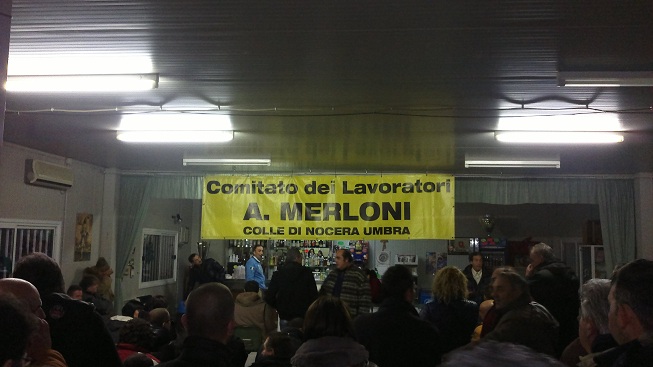 Comitato dei Lavoratori
A. MERLONI
COLLE DI NOCERA UMBRA